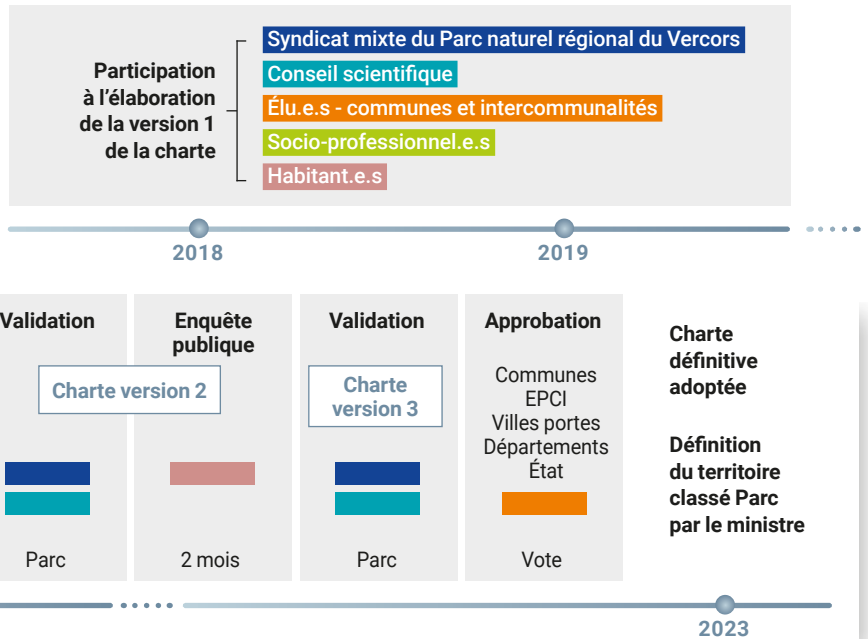 Participation
à l'élaboration
de la version 1
de la charte
Syndicat mixte du Parc naturel régional du Vercors
Conseil scientifique
Élu.e.s - communes et intercommunalités
Socio-professionnel.e.s
Habitant.e.s
2018
2019
Validation
Charte version 2
Parc
Enquête
publique
2 mois
Validation
Charte
version 3
Parc
Approbation
Communes
EPCI
Villes portes
Départements
État
Vote
Charte
définitive
adoptée
Définition
du territoire
classé Parc
par le ministre
2023